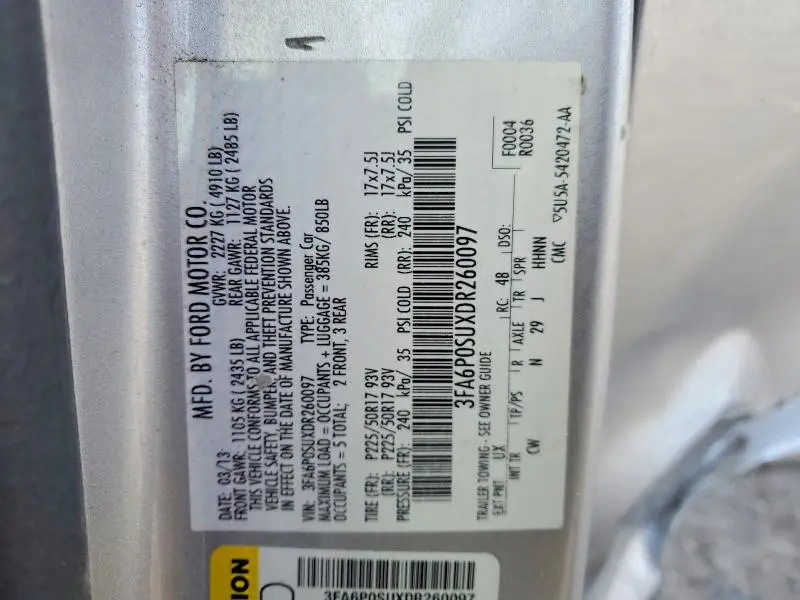 1
MFD. BY FORD MOTOR CO.
DATE: 03/13 GVWR: 2227 KG ( 4910 LB)
FRONT GAWR: 1105 KG ( 2435 LB) REAR GAWR: 1127 KG ( 2485 LB)
THIS VEHICLE CONFORMS TO ALL APPLICABLE FEDERAL MOTOR
VEHICLE SAFETY, BUMPER, AND THEFT PREVENTION STANDARDS
IN EFFECT ON THE DATE OF MANUFACTURE SHOWN ABOVE.
VIN: 3FA6P0SUXDR260097 TYPE: Passenger Car
MAXIMUM LOAD = OCCUPANTS + LUGGAGE = 385KG/ 850LB
OCCUPANTS = 5 TOTAL; 2 FRONT, 3 REAR
TIRE (FR): P225/50R17 93V RIMS (FR): 17x7.5J
(RR): P225/50R17 93V (RR): 17x7.5J
PRESSURE (FR): 240 kPa/ 35 PSI COLD (RR): 240 kPa/ 35 PSI COLD
3FA6P0SUXDR260097
F0004
R0036
TRAILER TOWING - SEE OWNER GUIDE
EXT PNT: UX RC: 48 DSO:
INT TR TP/PS R AXLE TR SPR
CW N 29 J HHNN
CMC ▽5U5A-5420472-AA
ION
3FA6P0SUXDR260097